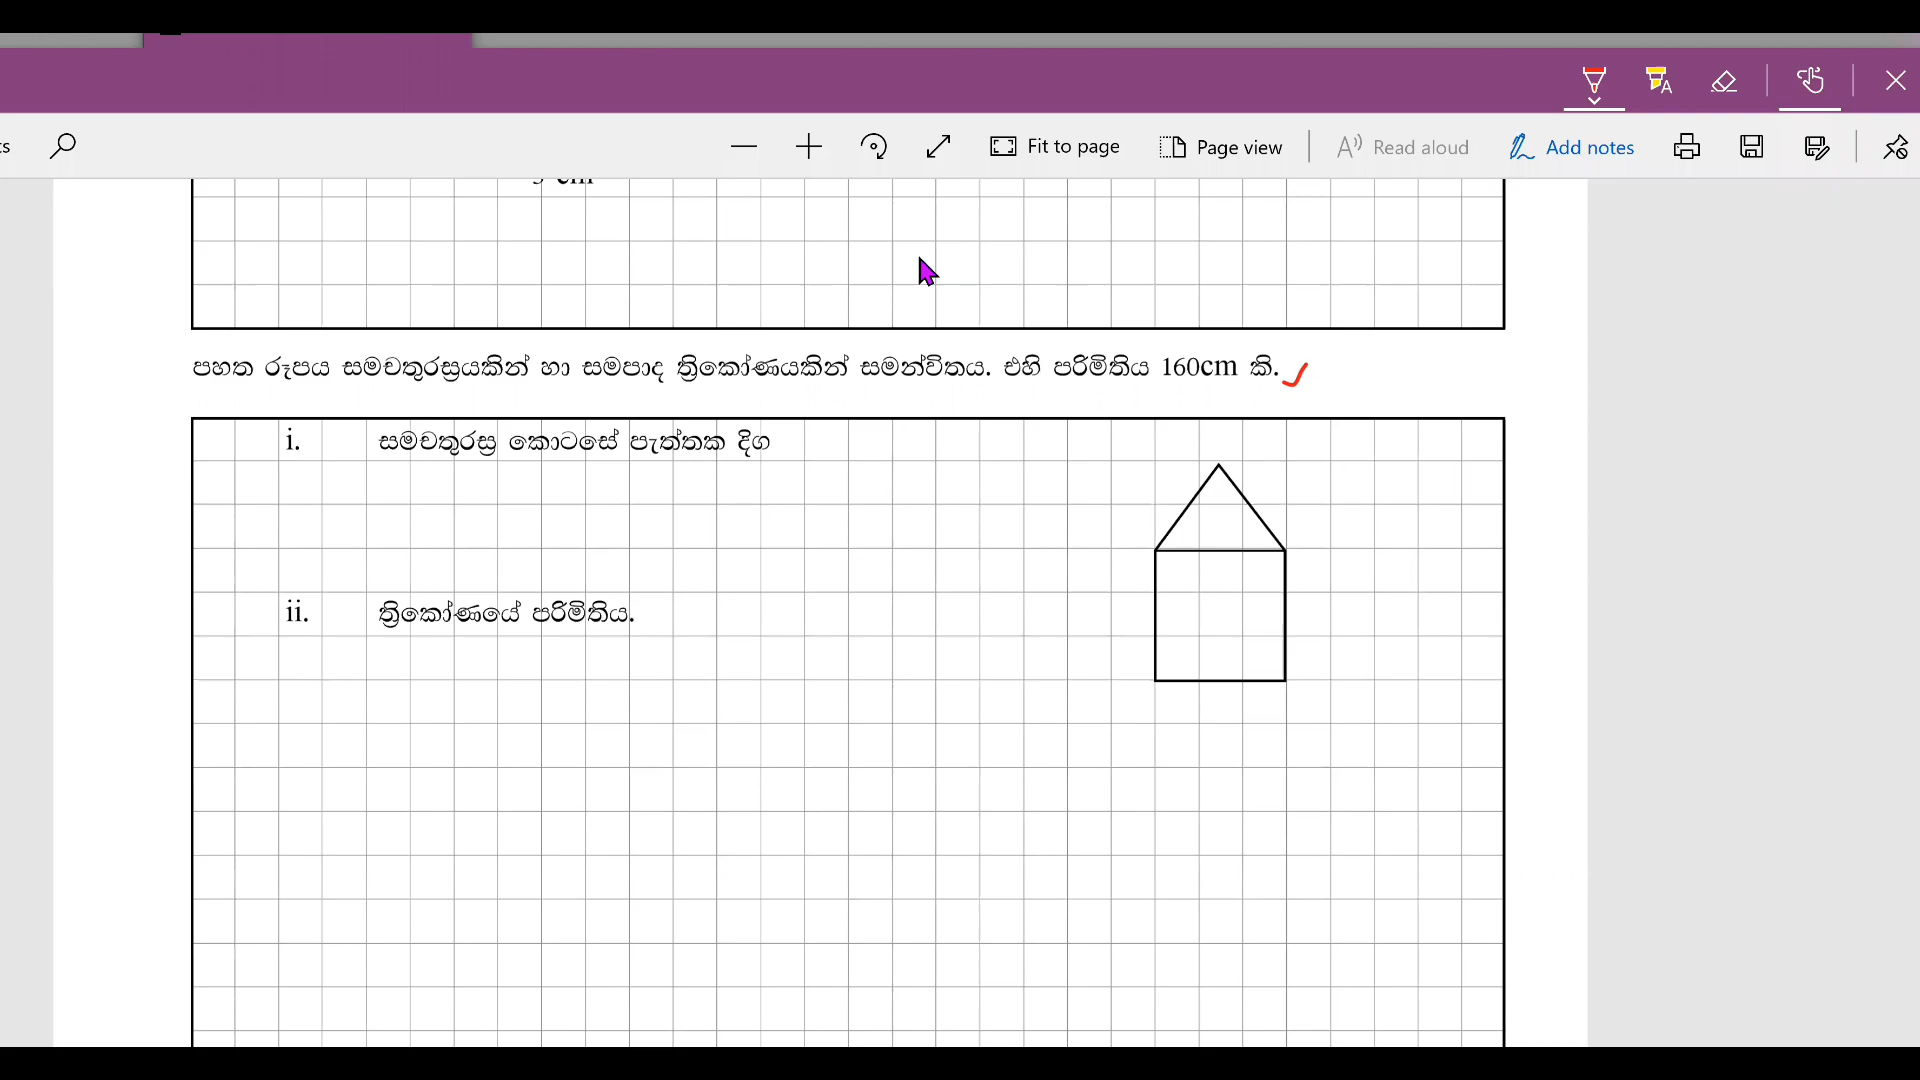 Fit to page
Page view
Read aloud
Add notes
පහත රූපය සමචතුරස්‍රයකින් හා සමපාද ත්‍රිකෝණයකින් සමන්විතය. එහි පරිමිතිය 160cm කි.
i. සමචතුරස්‍ර කොටසේ පැත්තක දිග
ii. ත්‍රිකෝණයේ පරිමිතිය.